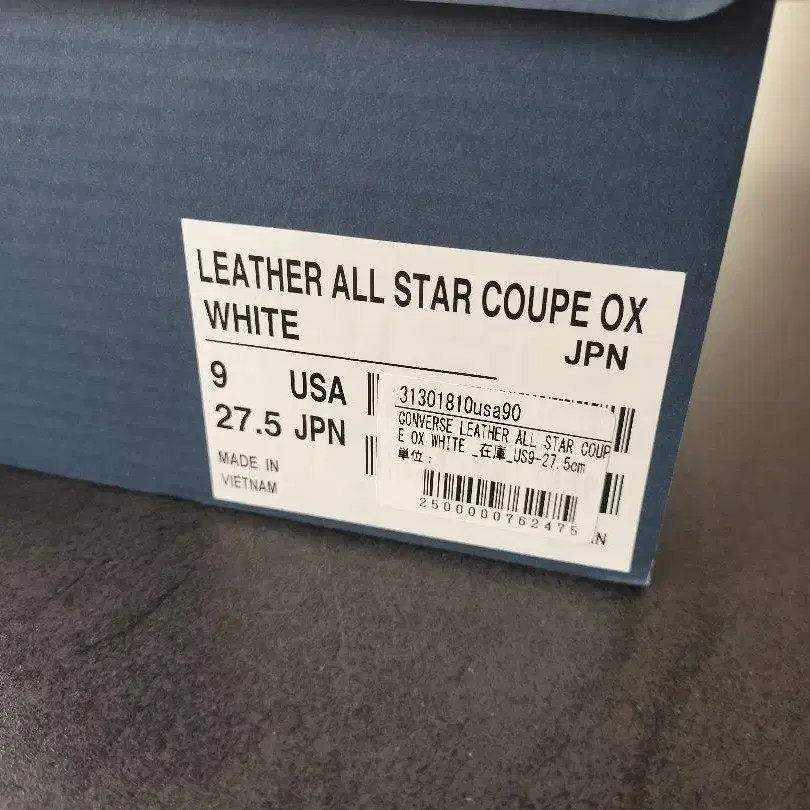 LEATHER ALL STAR COUPE OX
WHITE
JPN
9 USA
27.5 JPN
MADE IN
VIETNAM
31301810usa90
CONVERSE LEATHER ALL STAR COUP
E OX WHITE _在庫_US9-27.5cm
単位：
2500000762475